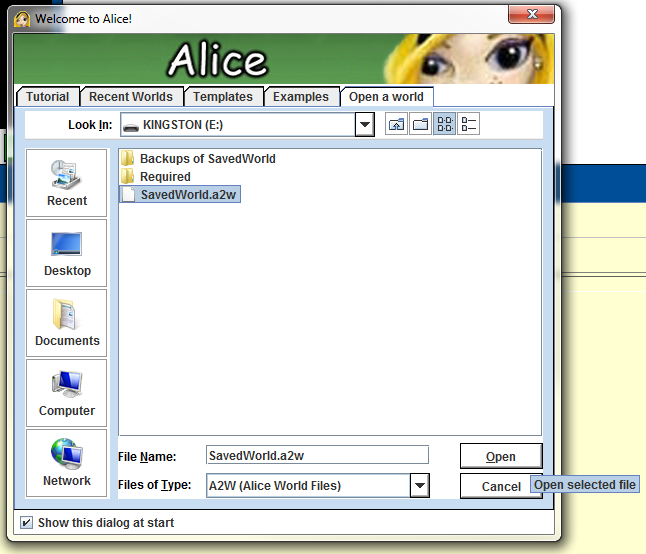 Welcome to Alice!
Alice
Tutorial Recent Worlds Templates Examples Open a world
Look In: KINGSTON (E:)
Recent
Desktop
Documents
Computer
Network
Backups of SavedWorld
Required
SavedWorld.a2w
File Name: SavedWorld.a2w Open
Files of Type: A2W (Alice World Files) Cancel
Open selected file
Show this dialog at start